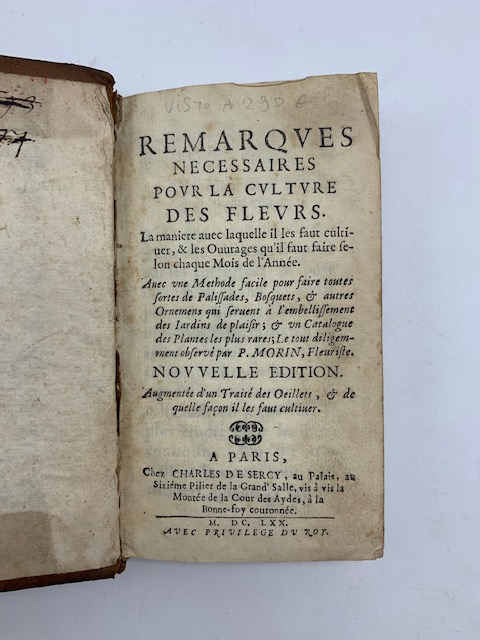 VISTO A 290 €
REMARQVES
NECESSAIRES
POVR LA CVLTVRE
DES FLEVRS.
La maniere avec laquelle il les faut culti-
uer, & les Ouurages qu'il faut faire se-
lon chaque Mois de l'Année.
Auec vne Methode facile pour faire toutes
sortes de Palissades, Bosquets, & autres
Ornemens qui seruent à l'embellissement
des Iardins de plaisir; & vn Catalogue
des Plantes les plus rares; Le tout diligem-
ment obserué par P. MORIN, Fleuriste.
NOVVELLE EDITION.
Augmentée d'un Traité des Oeillets, & de
quelle façon il les faut cultiuer.
A PARIS,
Chez CHARLES DE SERCY, au Palais, au
Sixiéme Pilier de la Grand' Salle, vis à vis la
Montée de la Cour des Aydes, à la
Bonne-foy couronnée.
M. DC. LXX.
AVEC PRIVILEGE DV ROY.